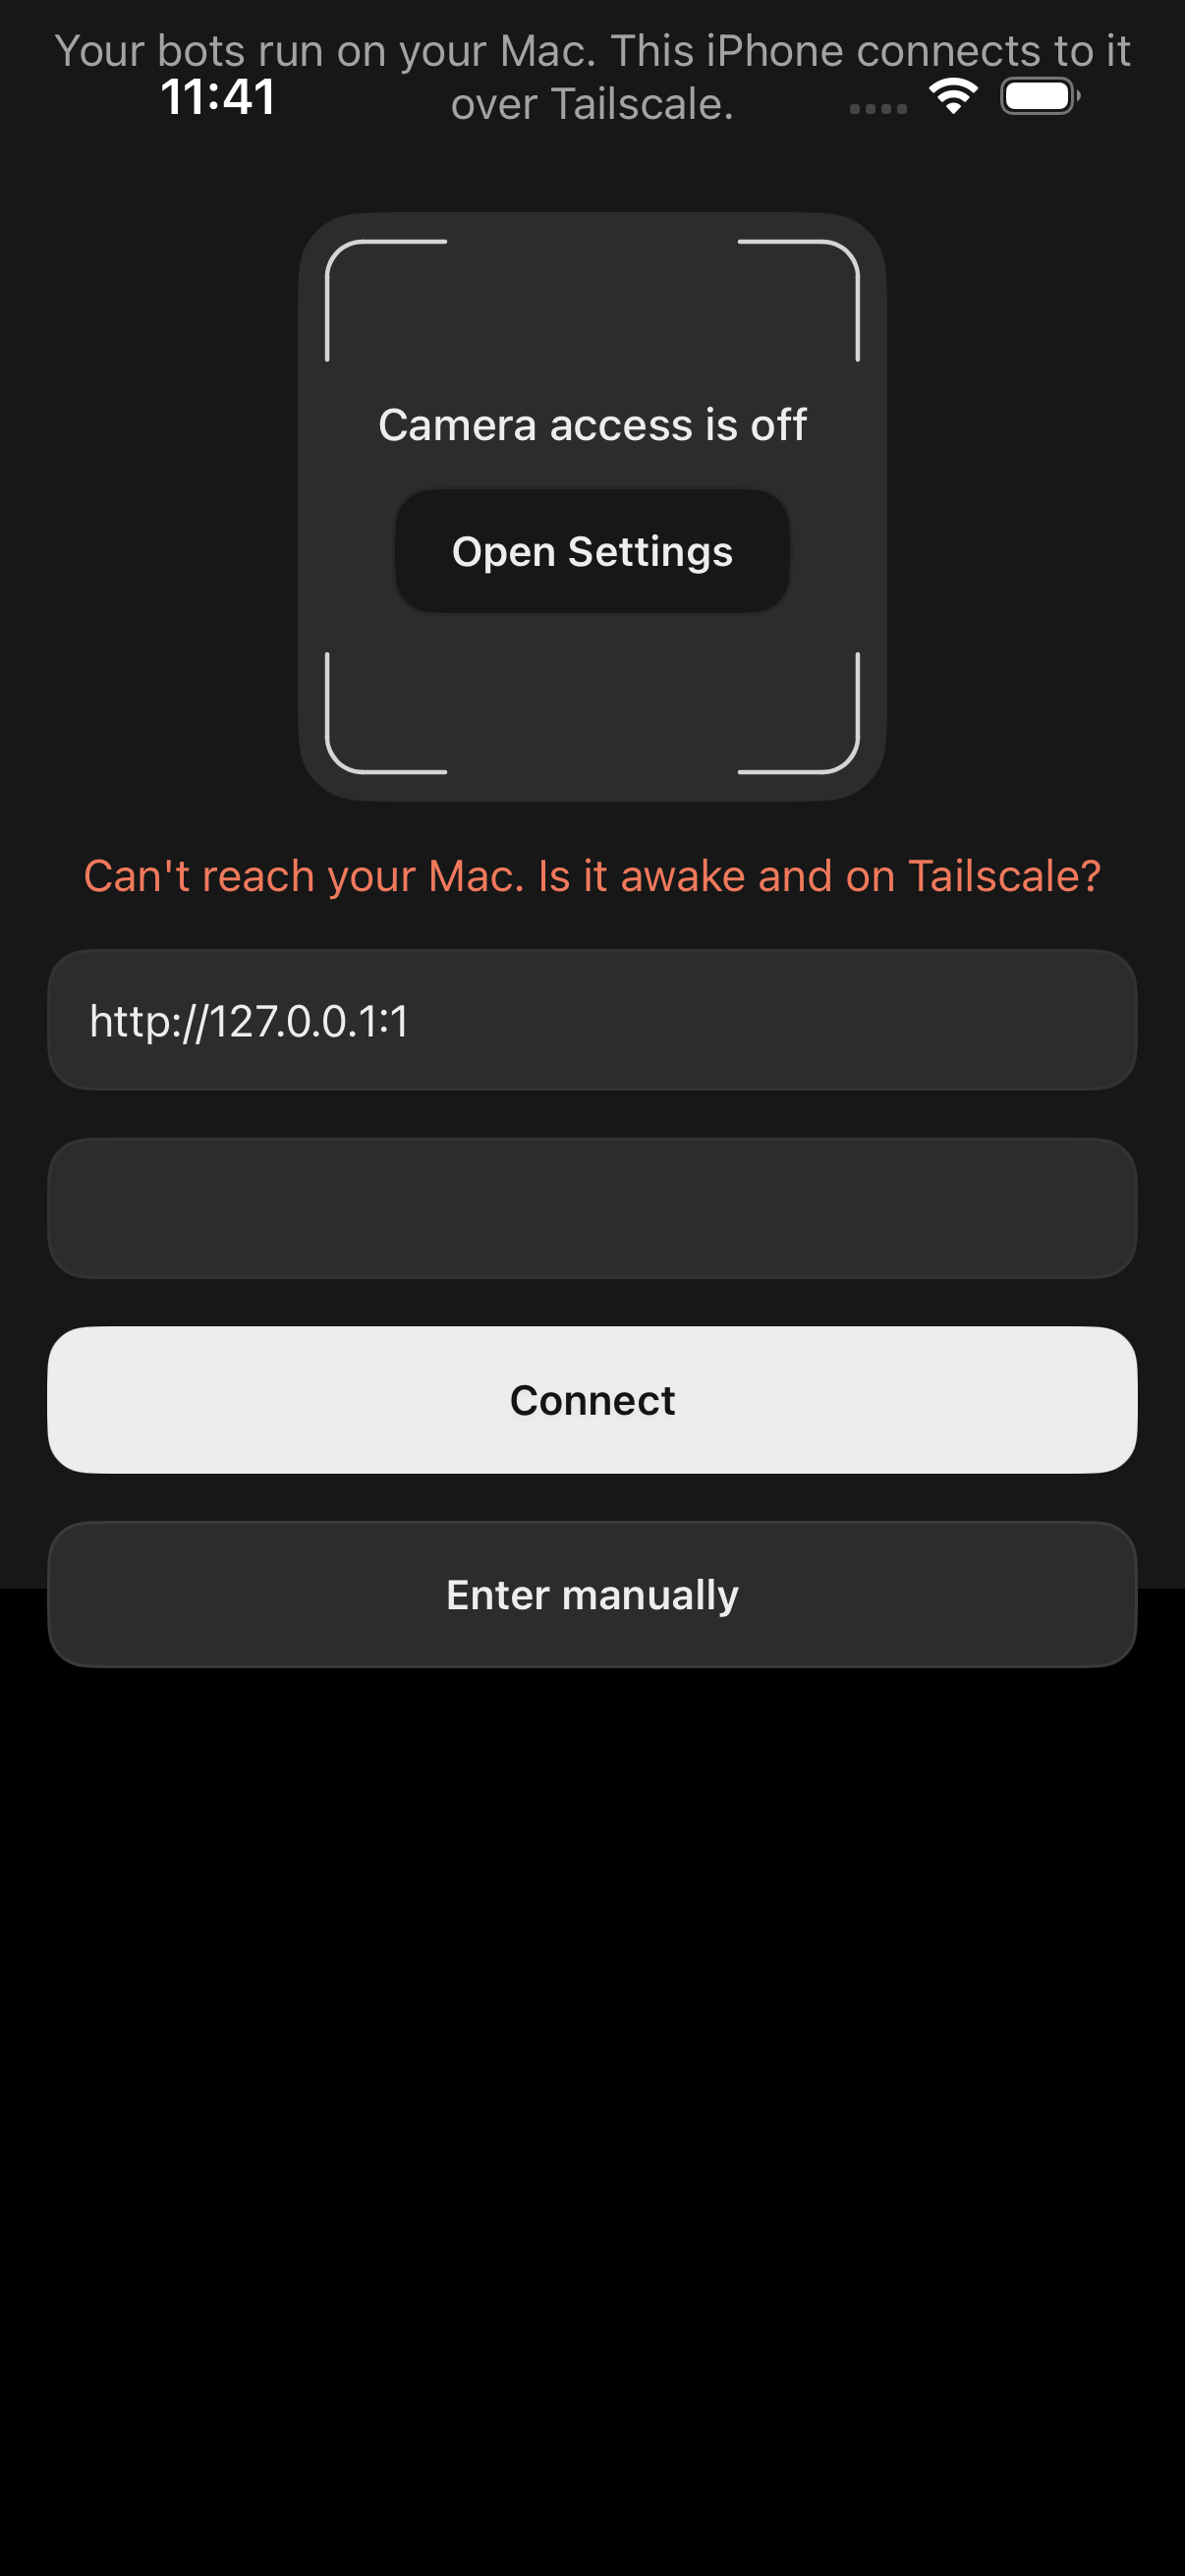 Your bots run on your Mac. This iPhone connects to it
over Tailscale.
11:41
Camera access is off
Open Settings
Can't reach your Mac. Is it awake and on Tailscale?
http://127.0.0.1:1
Connect
Enter manually